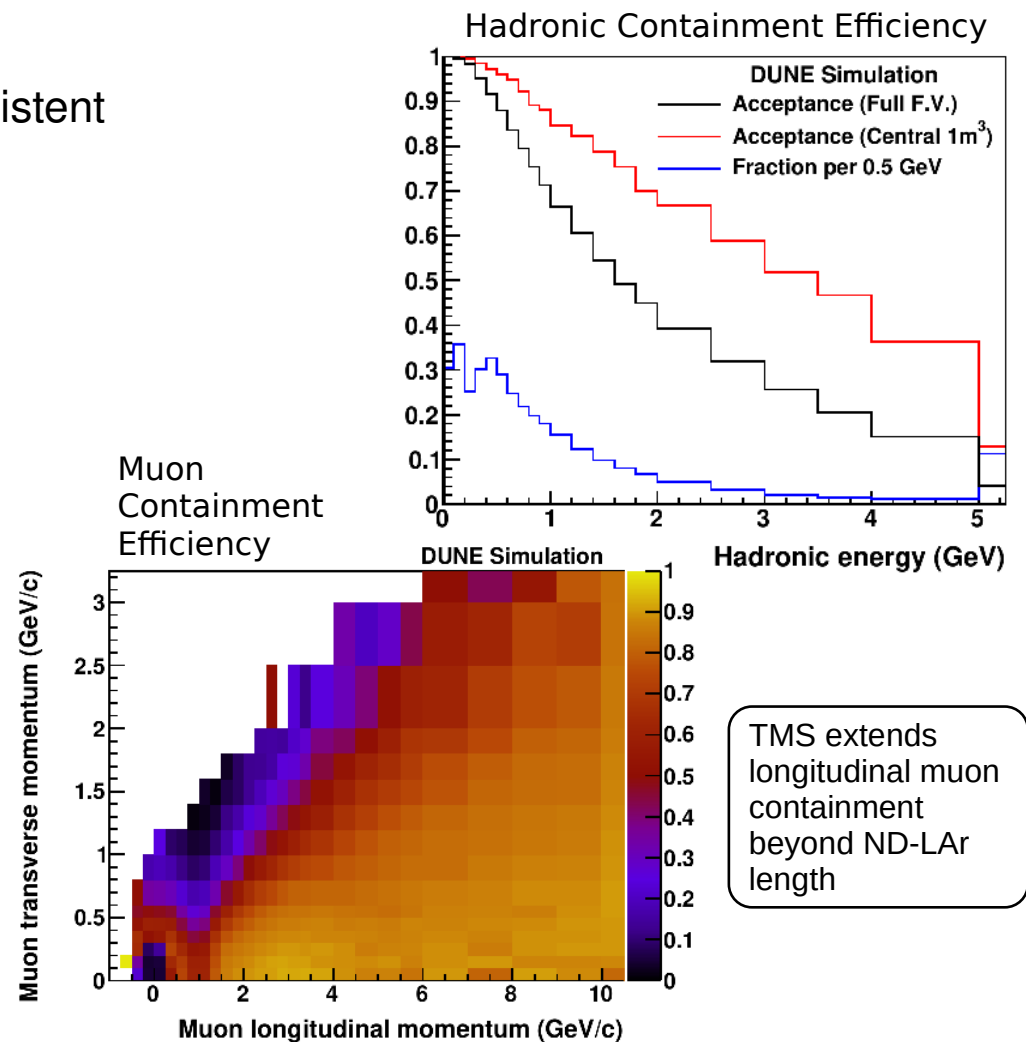 Hadronic Containment Efficiency
istent
DUNE Simulation
Acceptance (Full F.V.)
Acceptance (Central 1m³)
Fraction per 0.5 GeV
1
0.9
0.8
0.7
0.6
0.5
0.4
0.3
0.2
0.1
0
0 1 2 3 4 5
Hadronic energy (GeV)
Muon
Containment
Efficiency
DUNE Simulation
Muon transverse momentum (GeV/c)
3
2.5
2
1.5
1
0.5
0
0 2 4 6 8 10
Muon longitudinal momentum (GeV/c)
1
0.9
0.8
0.7
0.6
0.5
0.4
0.3
0.2
0.1
0
TMS extends
longitudinal muon
containment
beyond ND-LAr
length